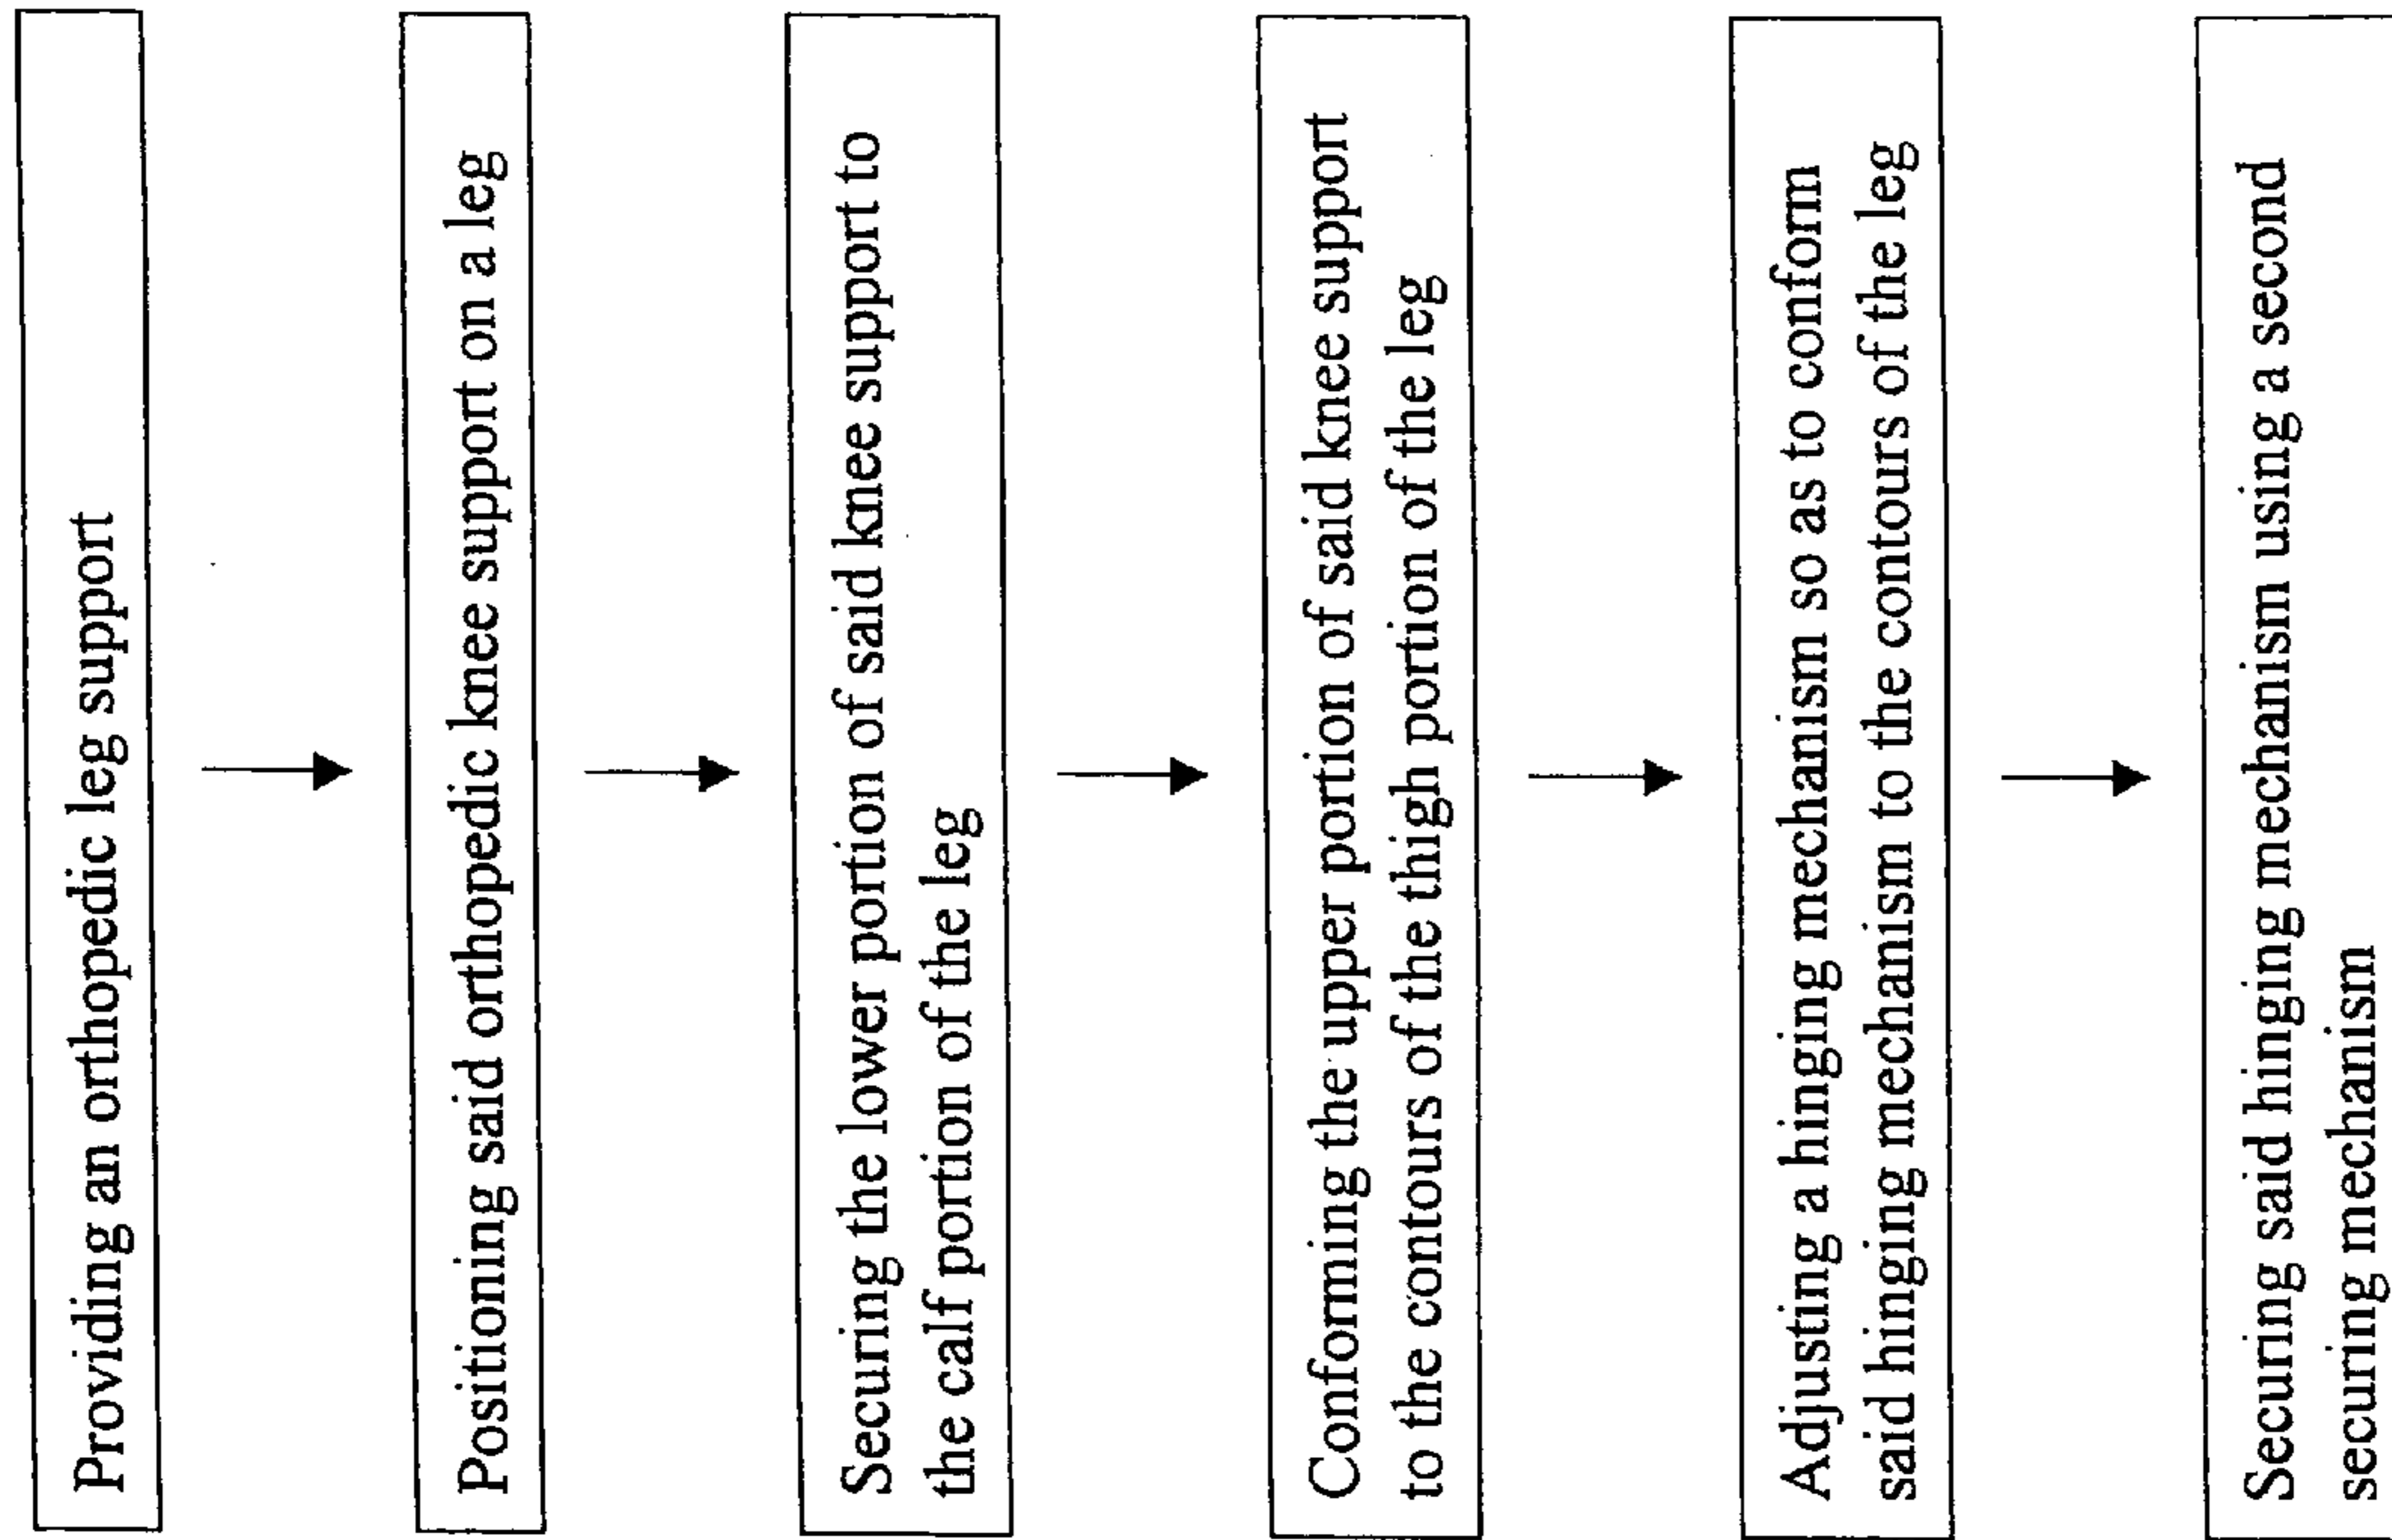 Providing an orthopedic leg support
Positioning said orthopedic knee support on a leg
Securing the lower portion of said knee support to
the calf portion of the leg
Conforming the upper portion of said knee support
to the contours of the thigh portion of the leg
Adjusting a hinging mechanism so as to conform
said hinging mechanism to the contours of the leg
Securing said hinging mechanism using a second
securing mechanism